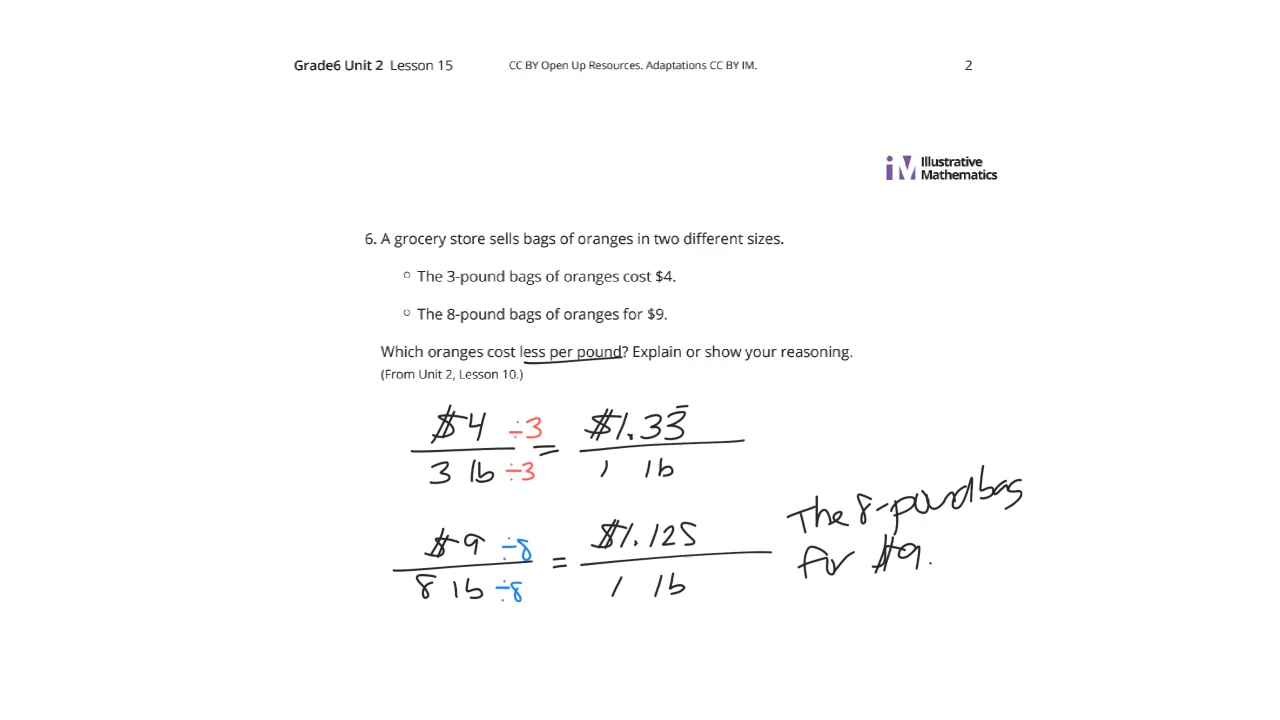 Grade6 Unit 2 Lesson 15 CC BY Open Up Resources. Adaptations CC BY IM. 2
iM Illustrative
Mathematics
6. A grocery store sells bags of oranges in two different sizes.
○ The 3-pound bags of oranges cost $4.
○ The 8-pound bags of oranges for $9.
Which oranges cost less per pound? Explain or show your reasoning.
(From Unit 2, Lesson 10.)
$4 ÷3 = $1.33̅
3 lb ÷3 1 lb
The 8-pound bag
for $9.
$9 ÷8 = $1.125
8 lb ÷8 1 lb